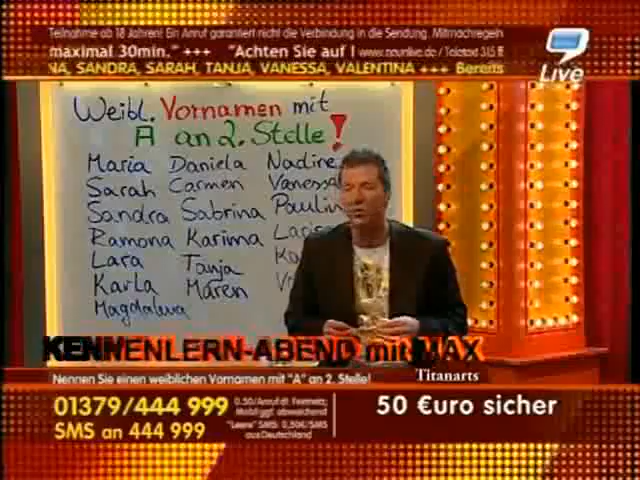 Teilnahme ab 18 Jahren! Ein Anruf garantiert nicht die Verbindung in die Sendung. Mitmachregeln
maximal 30min." +++ "Achten Sie auf ! www.neunlive.de / Teletext 315 ff
NA, SANDRA, SARAH, TANJA, VANESSA, VALENTINA +++ Bereits
Live
Weibl. Vornamen mit
A an 2. Stelle!
Maria Daniela Nadine
Sarah Carmen Vanessa
Sandra Sabrina Paulin
Ramona Karima
Lara Tanja
Karla Maren
Magdalena
KENNENLERN-ABEND mit MAX
Titanarts
Nennen Sie einen weiblichen Vornamen mit "A" an 2. Stelle!
01379/444 999 0,50/Anruf dt. Festnetz, Mobil ggf. abweichend
SMS an 444 999 "Leere" SMS: 0,50€/SMS aus Deutschland
50 €uro sicher